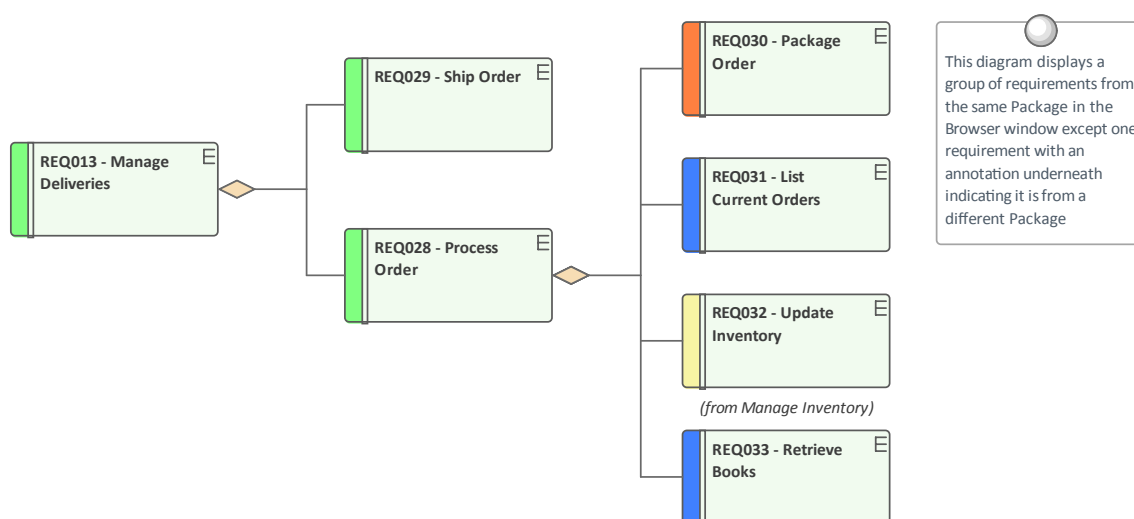 REQ013 - Manage
Deliveries
E
REQ029 - Ship Order
E
REQ028 - Process
Order
E
REQ030 - Package
Order
E
REQ031 - List
Current Orders
E
REQ032 - Update
Inventory
E
(from Manage Inventory)
REQ033 - Retrieve
Books
E
This diagram displays a
group of requirements from
the same Package in the
Browser window except one
requirement with an
annotation underneath
indicating it is from a
different Package